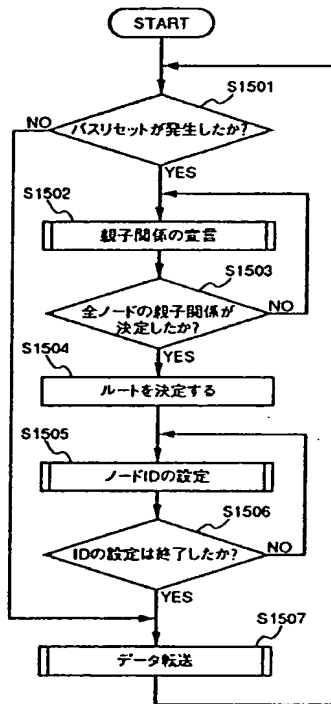 START
S1501
バスリセットが発生したか?
NO
YES
S1502
親子関係の宣言
S1503
全ノードの親子関係が
決定したか?
NO
YES
S1504
ルートを決定する
S1505
ノードIDの設定
S1506
IDの設定は終了したか?
NO
YES
S1507
データ転送